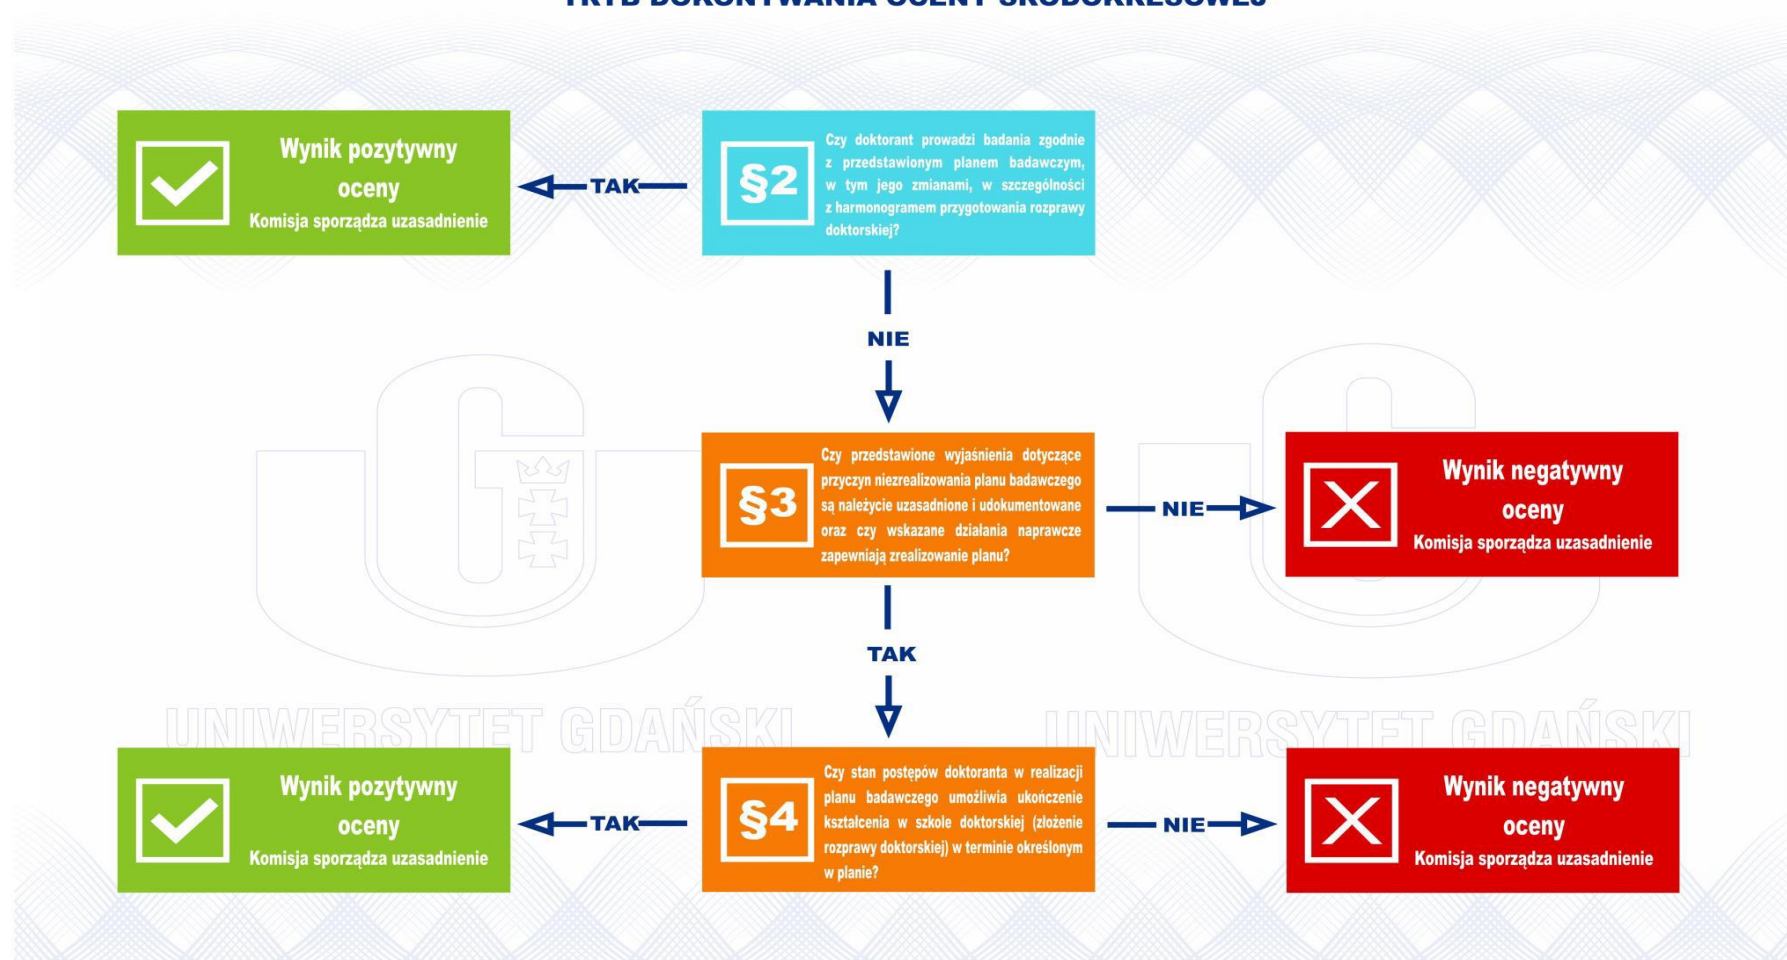 TRYB DOKONYWANIA OCENY ŚRÓDOKRESOWEJ
Wynik pozytywny
oceny
Komisja sporządza uzasadnienie
TAK
§2
Czy doktorant prowadzi badania zgodnie
z przedstawionym planem badawczym,
w tym jego zmianami, w szczególności
z harmonogramem przygotowania rozprawy
doktorskiej?
NIE
§3
Czy przedstawione wyjaśnienia dotyczące
przyczyn niezrealizowania planu badawczego
są należycie uzasadnione i udokumentowane
oraz czy wskazane działania naprawcze
zapewniają zrealizowanie planu?
NIE
Wynik negatywny
oceny
Komisja sporządza uzasadnienie
TAK
UNIWERSYTET GDAŃSKI
UNIWERSYTET GDAŃSKI
Wynik pozytywny
oceny
Komisja sporządza uzasadnienie
TAK
§4
Czy stan postępów doktoranta w realizacji
planu badawczego umożliwia ukończenie
kształcenia w szkole doktorskiej (złożenie
rozprawy doktorskiej) w terminie określonym
w planie?
NIE
Wynik negatywny
oceny
Komisja sporządza uzasadnienie